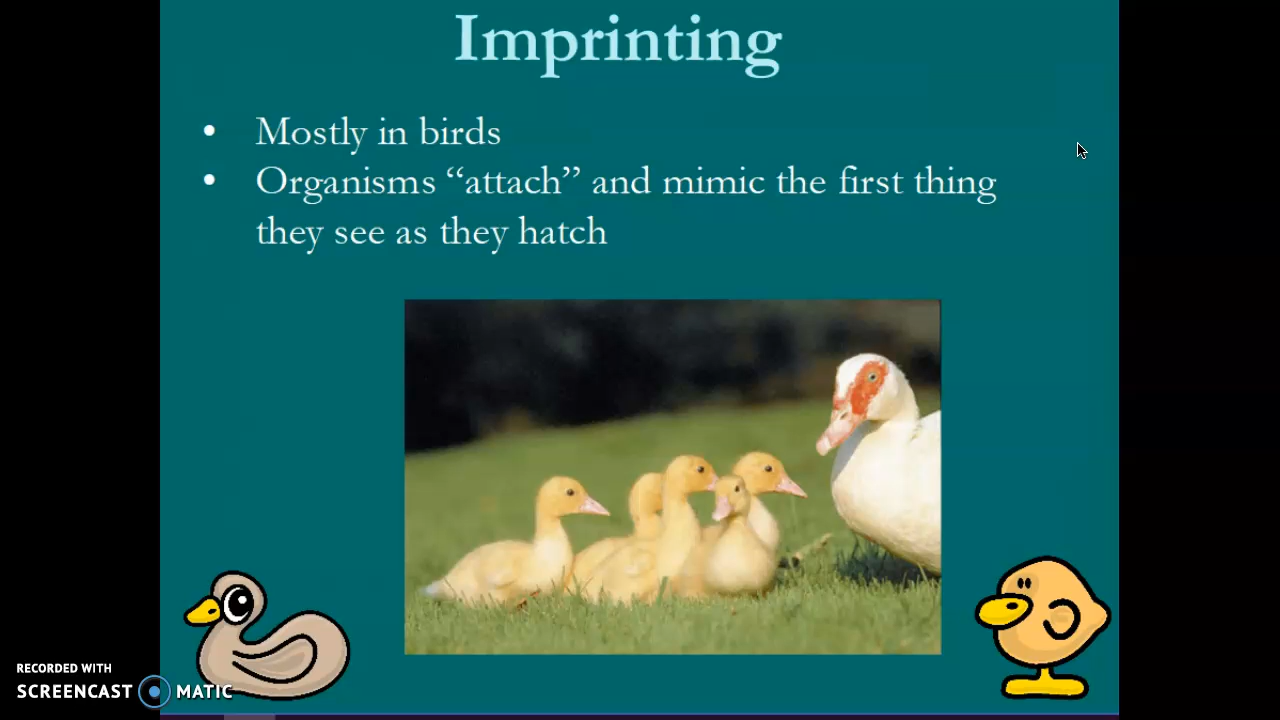 Imprinting
• Mostly in birds
• Organisms “attach” and mimic the first thing
they see as they hatch
RECORDED WITH
SCREENCAST MATIC